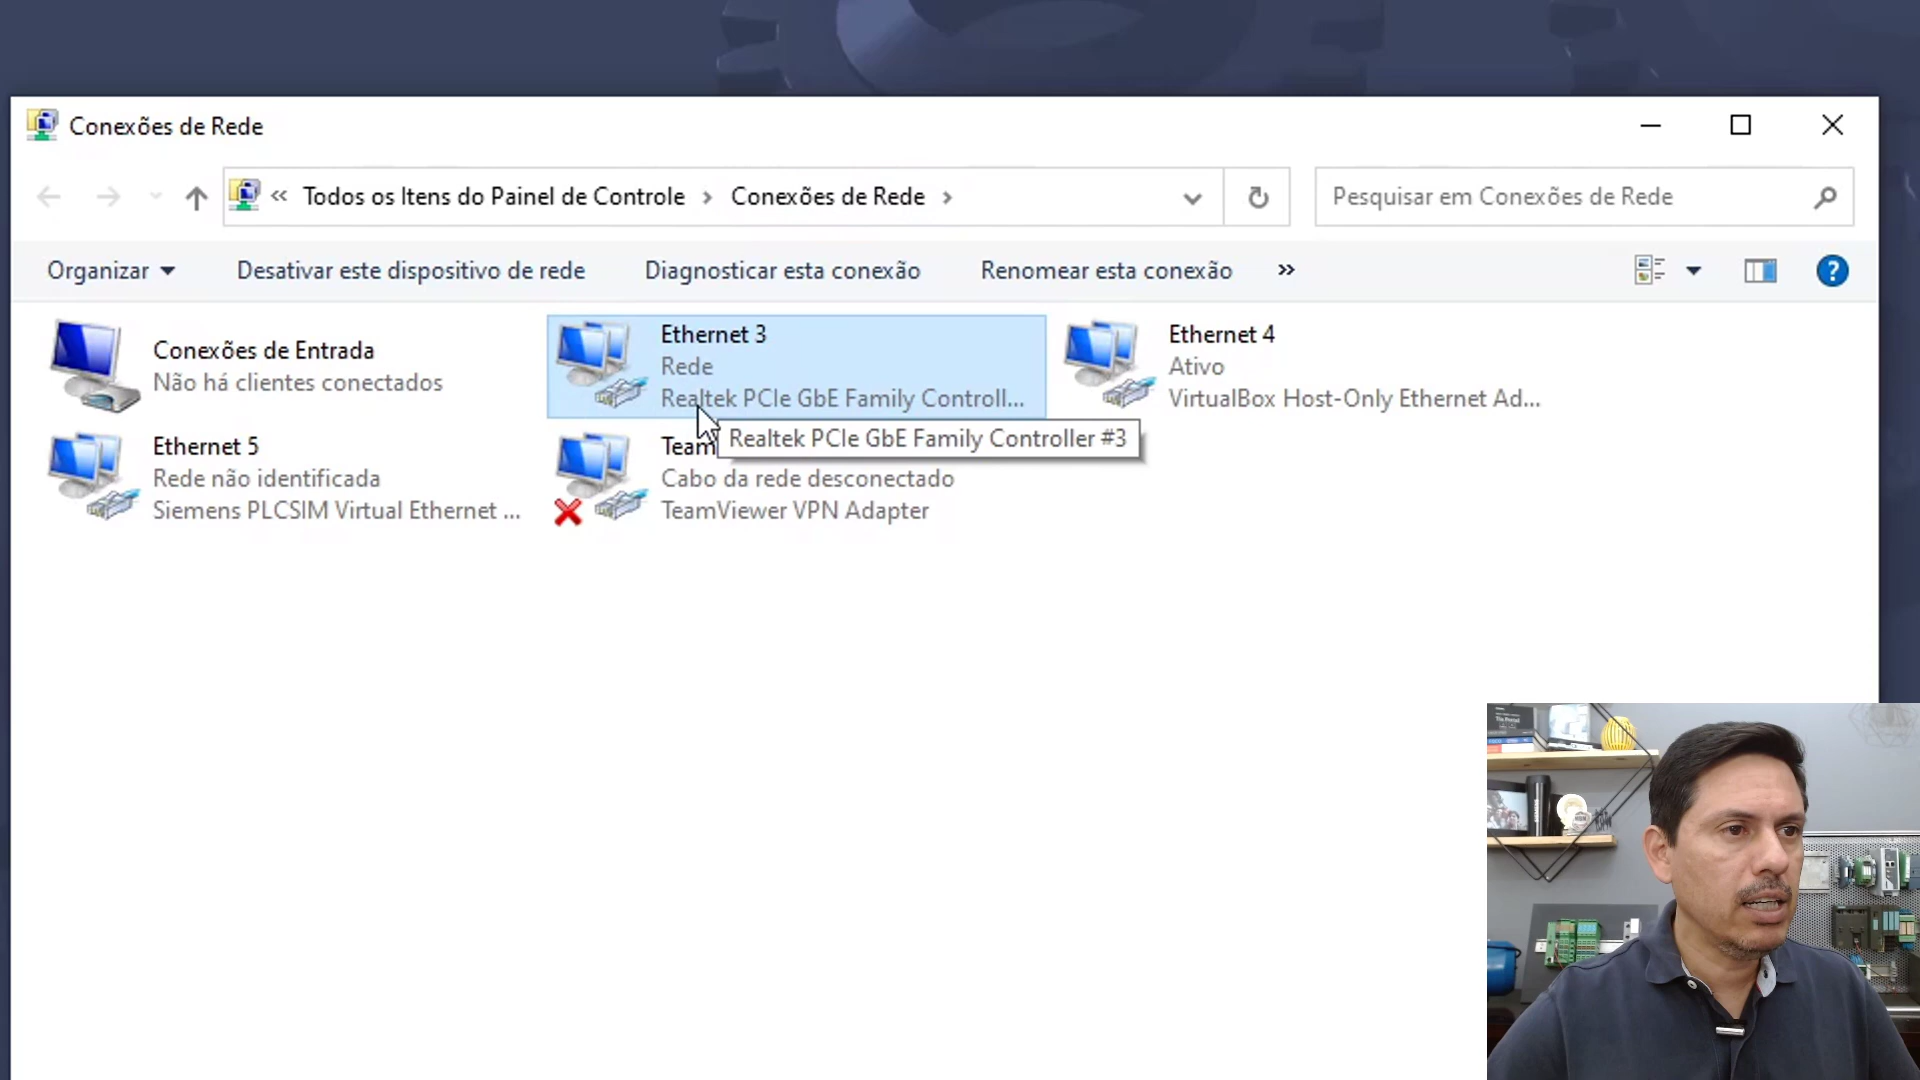 Conexões de Rede
« Todos os Itens do Painel de Controle › Conexões de Rede ›
Pesquisar em Conexões de Rede
Organizar
Desativar este dispositivo de rede
Diagnosticar esta conexão
Renomear esta conexão
»
Conexões de Entrada
Não há clientes conectados
Ethernet 3
Rede
Realtek PCIe GbE Family Controll...
Ethernet 4
Ativo
VirtualBox Host-Only Ethernet Ad...
Realtek PCIe GbE Family Controller #3
Ethernet 5
Rede não identificada
Siemens PLCSIM Virtual Ethernet ...
Team
Cabo da rede desconectado
TeamViewer VPN Adapter